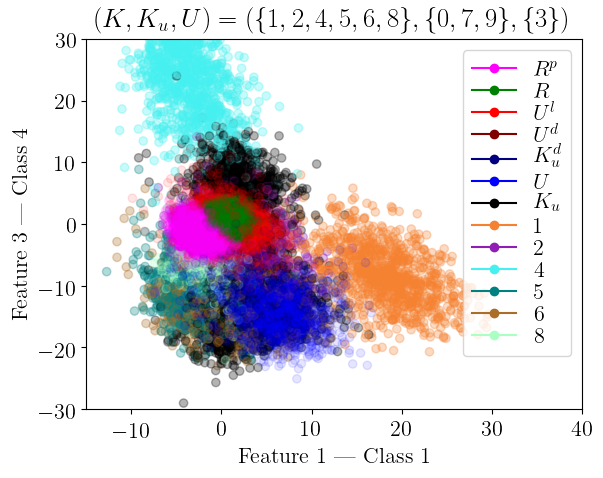 (K, K_u, U) = ({1, 2, 4, 5, 6, 8}, {0, 7, 9}, {3})
30
20
10
0
−10
−20
−30
Feature 3 — Class 4
R^p
R
U^l
U^d
K_u^d
U
K_u
1
2
4
5
6
8
−10
0
10
20
30
40
Feature 1 — Class 1